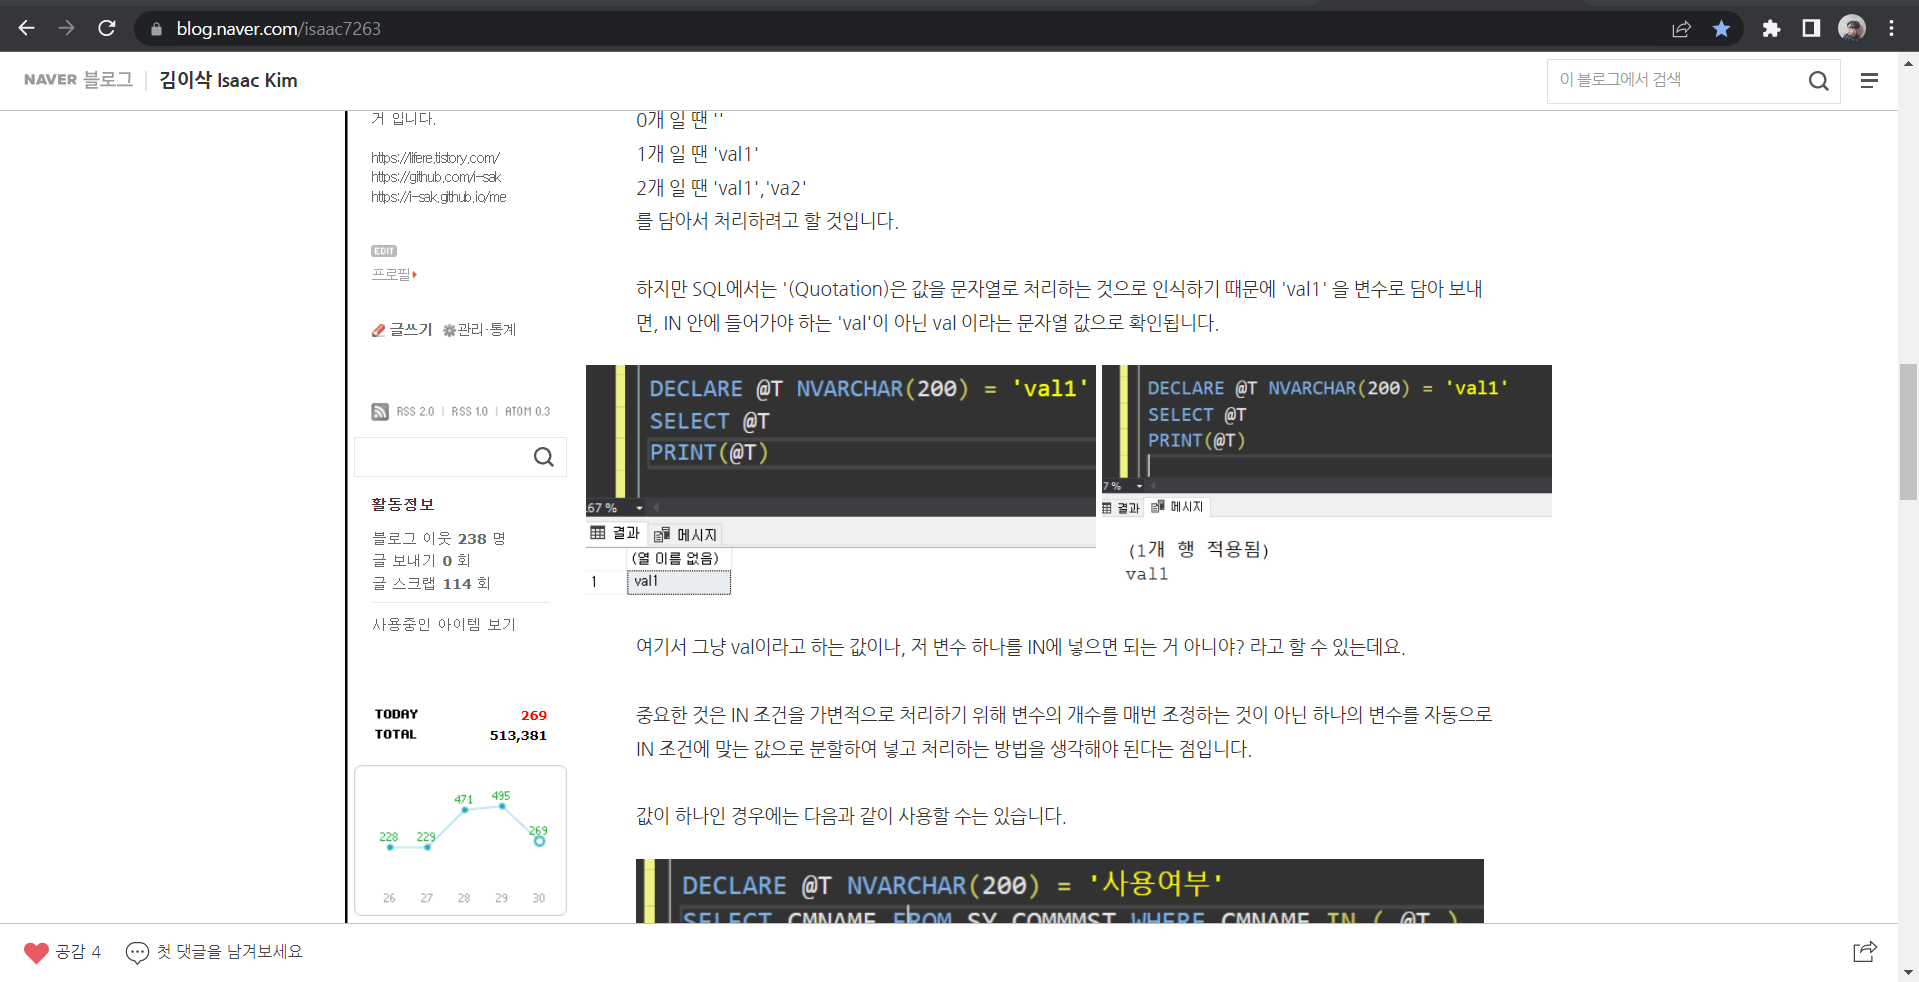 blog.naver.com/isaac7263
NAVER 블로그 | 김이삭 Isaac Kim
이 블로그에서 검색
거 입니다.
https://lifere.tistory.com/
https://github.com/i-sak
https://i-sak.github.io/me
EDIT
프로필
글쓰기 관리·통계
RSS 2.0 | RSS 1.0 | ATOM 0.3
활동정보
블로그 이웃 238 명
글 보내기 0 회
글 스크랩 114 회
사용중인 아이템 보기
TODAY 269
TOTAL 513,381
228 229 471 495 269
26 27 28 29 30
0개 일 땐 ''
1개 일 땐 'val1'
2개 일 땐 'val1','va2'
를 담아서 처리하려고 할 것입니다.
하지만 SQL에서는 '(Quotation)은 값을 문자열로 처리하는 것으로 인식하기 때문에 'val1' 을 변수로 담아 보내
면, IN 안에 들어가야 하는 'val'이 아닌 val 이라는 문자열 값으로 확인됩니다.
DECLARE @T NVARCHAR(200) = 'val1'
SELECT @T
PRINT(@T)
67 %
결과 메시지
(열 이름 없음)
1 val1
DECLARE @T NVARCHAR(200) = 'val1'
SELECT @T
PRINT(@T)
7 %
결과 메시지
(1개 행 적용됨)
val1
여기서 그냥 val이라고 하는 값이나, 저 변수 하나를 IN에 넣으면 되는 거 아니야? 라고 할 수 있는데요.
중요한 것은 IN 조건을 가변적으로 처리하기 위해 변수의 개수를 매번 조정하는 것이 아닌 하나의 변수를 자동으로
IN 조건에 맞는 값으로 분할하여 넣고 처리하는 방법을 생각해야 된다는 점입니다.
값이 하나인 경우에는 다음과 같이 사용할 수는 있습니다.
DECLARE @T NVARCHAR(200) = '사용여부'
SELECT CMNAME FROM SY_COMMMST WHERE CMNAME IN ( @T )
공감 4 첫 댓글을 남겨보세요